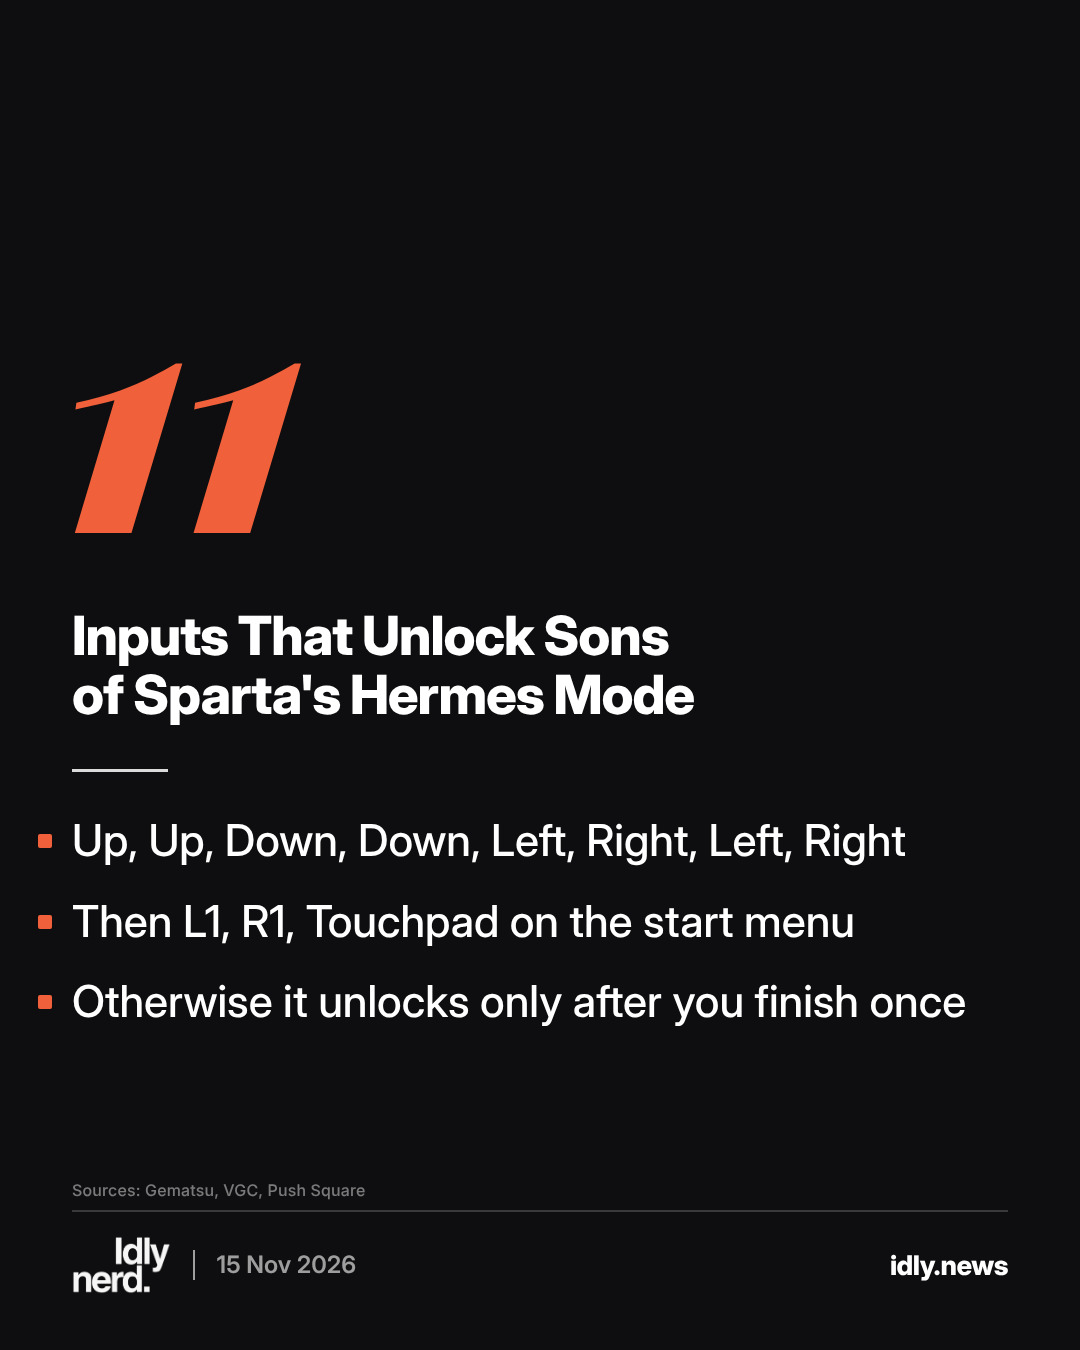 11
Inputs That Unlock Sons
of Sparta's Hermes Mode
Up, Up, Down, Down, Left, Right, Left, Right
Then L1, R1, Touchpad on the start menu
Otherwise it unlocks only after you finish once
Sources: Gematsu, VGC, Push Square
Idly
nerd.
15 Nov 2026
idly.news